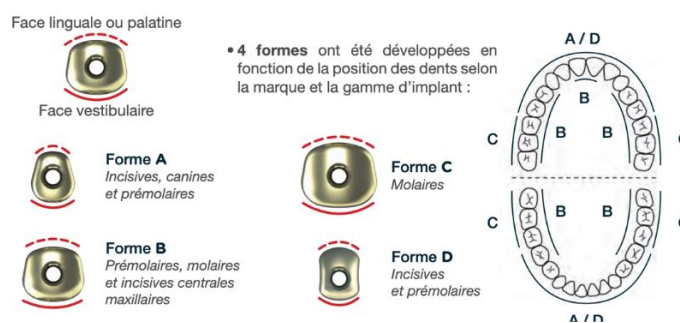 Face linguale ou palatine
Face vestibulaire
• 4 formes ont été développées en
fonction de la position des dents selon
la marque et la gamme d'implant :
Forme A
Incisives, canines
et prémolaires
Forme B
Prémolaires, molaires
et incisives centrales
maxillaires
Forme C
Molaires
Forme D
Incisives
et prémolaires
A / D
B
C
B
B
C
B
B
A / D